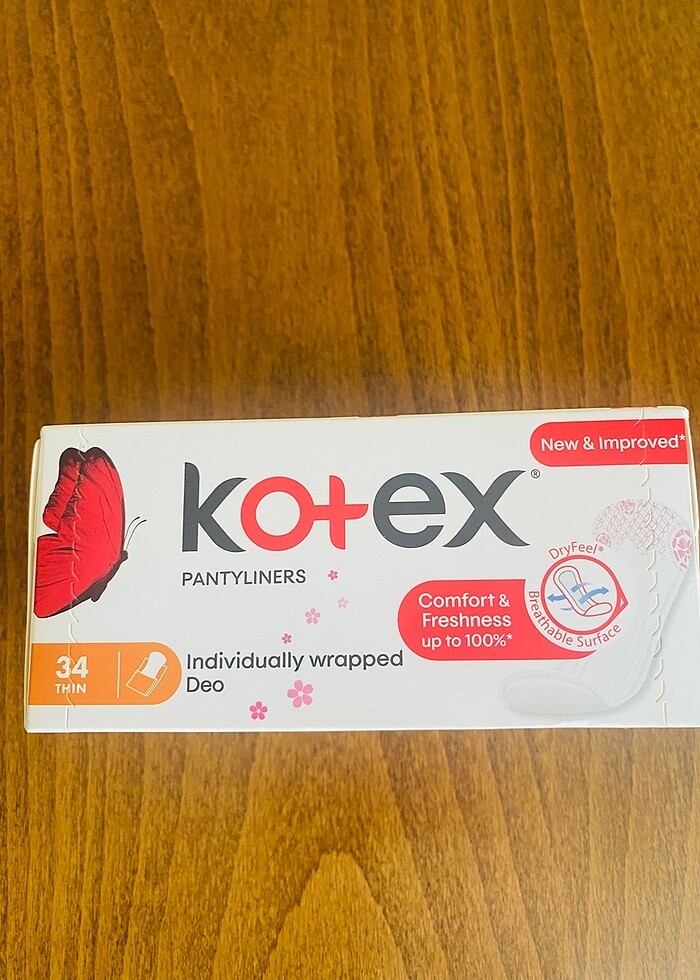 New & Improved*
kotex®
PANTYLINERS
DryFeel®
Breathable Surface
Comfort &
Freshness
up to 100%*
34
THIN
Individually wrapped
Deo